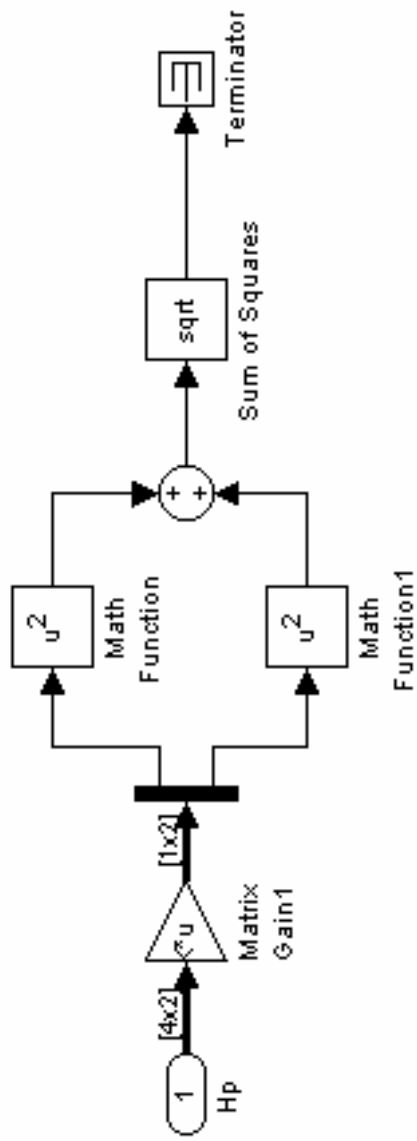 1
Hp
[4x2]
K*u
Matrix
Gain1
[1x2]
u2
Math
Function
u2
Math
Function1
+
+
sqrt
Sum of Squares
Terminator